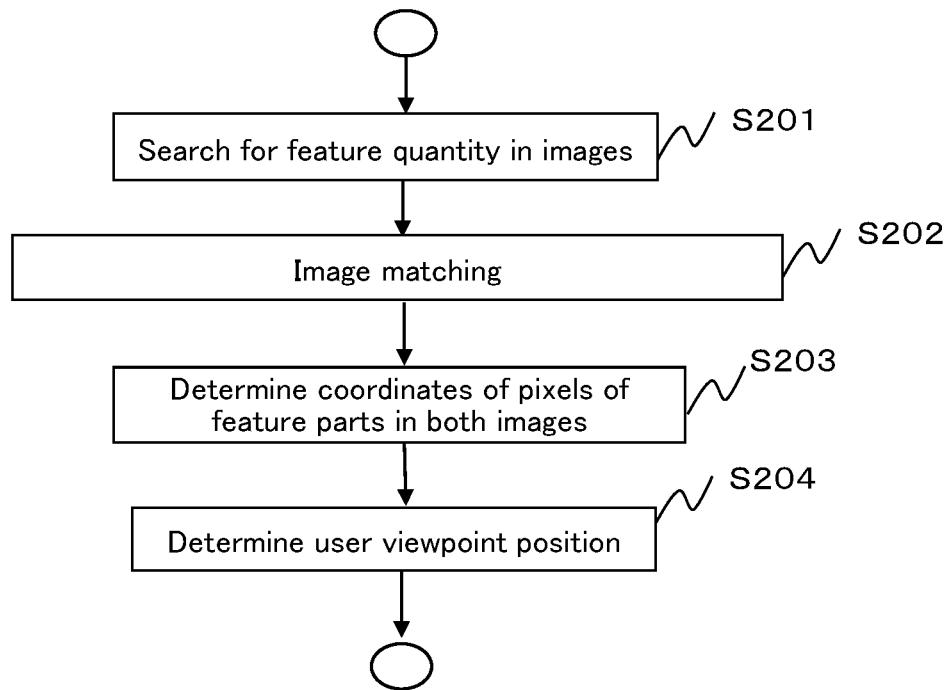 S201
Search for feature quantity in images
S202
Image matching
S203
Determine coordinates of pixels of
feature parts in both images
S204
Determine user viewpoint position